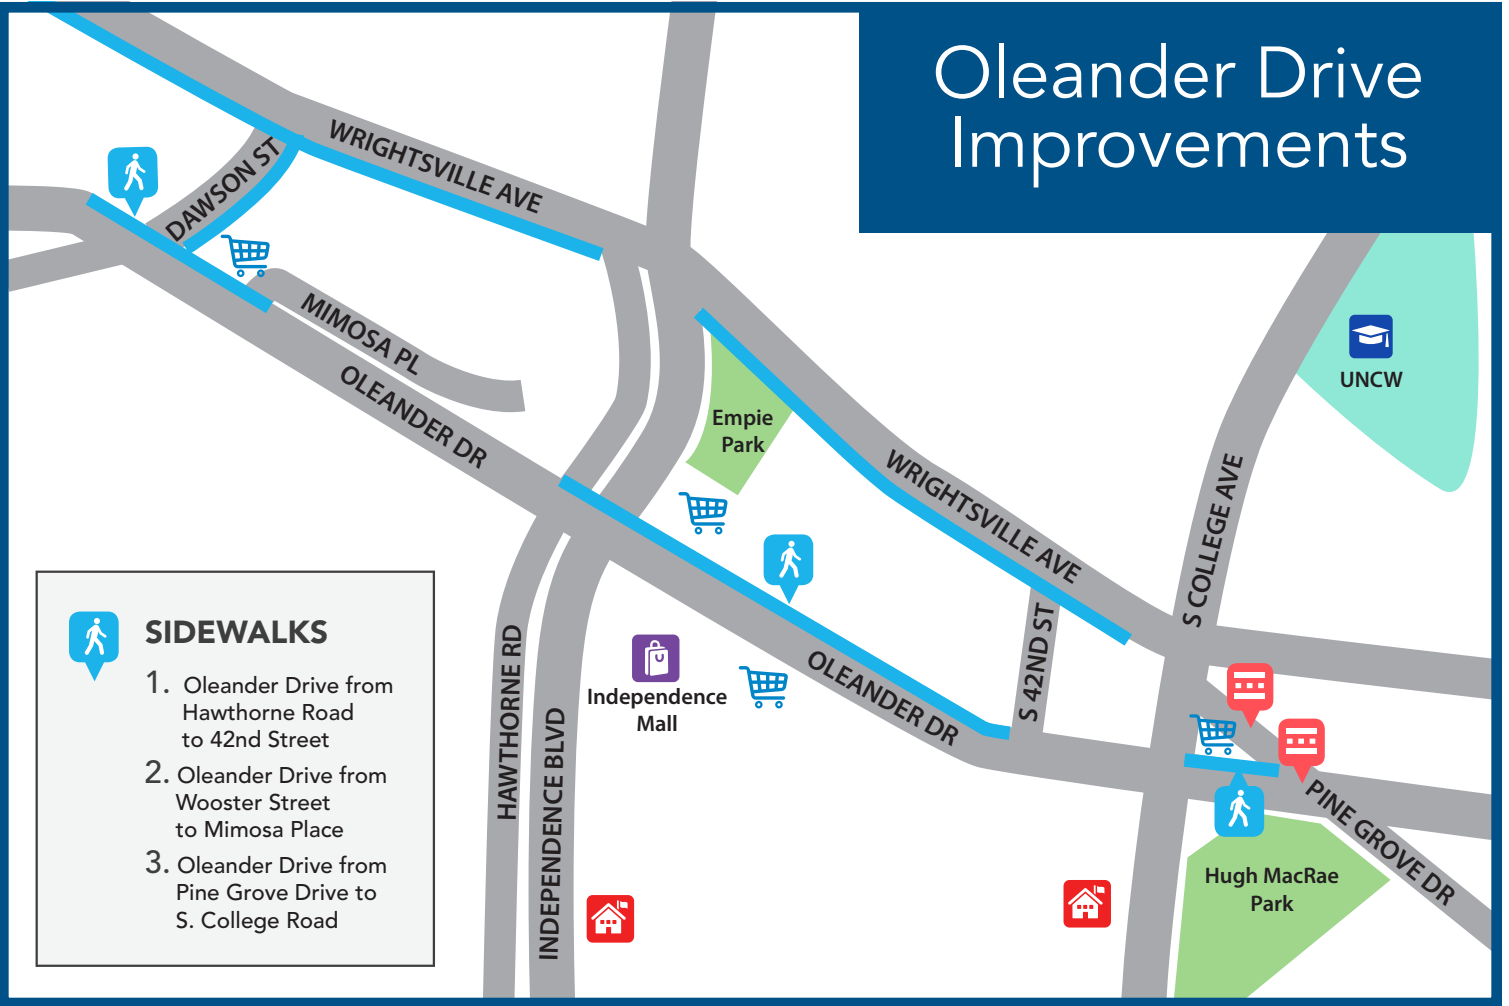 Oleander Drive
Improvements
WRIGHTSVILLE AVE
DAWSON ST
MIMOSA PL
OLEANDER DR
UNCW
Empie
Park
WRIGHTSVILLE AVE
S COLLEGE AVE
S 42ND ST
OLEANDER DR
Independence
Mall
HAWTHORNE RD
INDEPENDENCE BLVD
PINE GROVE DR
Hugh MacRae
Park
SIDEWALKS
1. Oleander Drive from
Hawthorne Road
to 42nd Street
2. Oleander Drive from
Wooster Street
to Mimosa Place
3. Oleander Drive from
Pine Grove Drive to
S. College Road